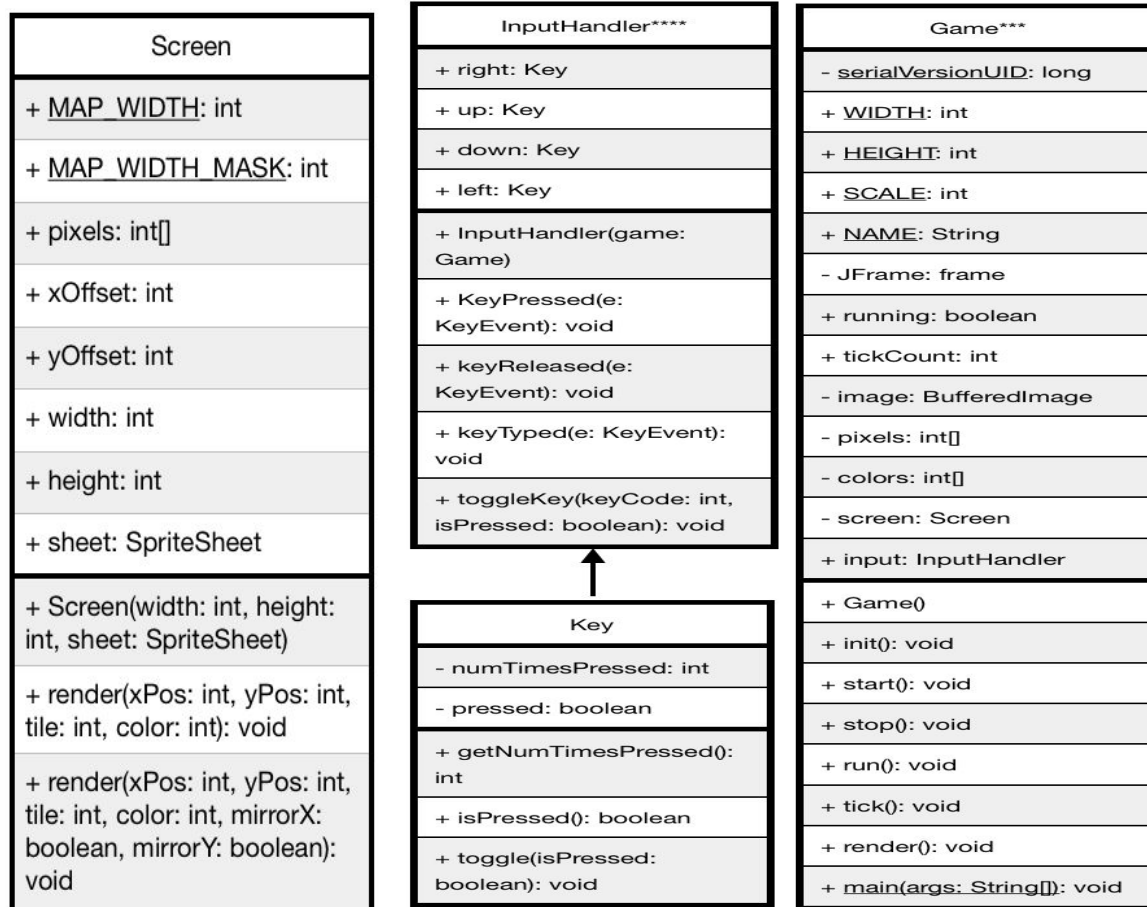 Screen
+ MAP_WIDTH: int
+ MAP_WIDTH_MASK: int
+ pixels: int[]
+ xOffset: int
+ yOffset: int
+ width: int
+ height: int
+ sheet: SpriteSheet
+ Screen(width: int, height:
int, sheet: SpriteSheet)
+ render(xPos: int, yPos: int,
tile: int, color: int): void
+ render(xPos: int, yPos: int,
tile: int, color: int, mirrorX:
boolean, mirrorY: boolean):
void
InputHandler****
+ right: Key
+ up: Key
+ down: Key
+ left: Key
+ InputHandler(game:
Game)
+ KeyPressed(e:
KeyEvent): void
+ keyReleased(e:
KeyEvent): void
+ keyTyped(e: KeyEvent):
void
+ toggleKey(keyCode: int,
isPressed: boolean): void
Key
- numTimesPressed: int
- pressed: boolean
+ getNumTimesPressed():
int
+ isPressed(): boolean
+ toggle(isPressed:
boolean): void
Game***
- serialVersionUID: long
+ WIDTH: int
+ HEIGHT: int
+ SCALE: int
+ NAME: String
- JFrame: frame
+ running: boolean
+ tickCount: int
- image: BufferedImage
- pixels: int[]
- colors: int[]
- screen: Screen
+ input: InputHandler
+ Game()
+ init(): void
+ start(): void
+ stop(): void
+ run(): void
+ tick(): void
+ render(): void
+ main(args: String[]): void